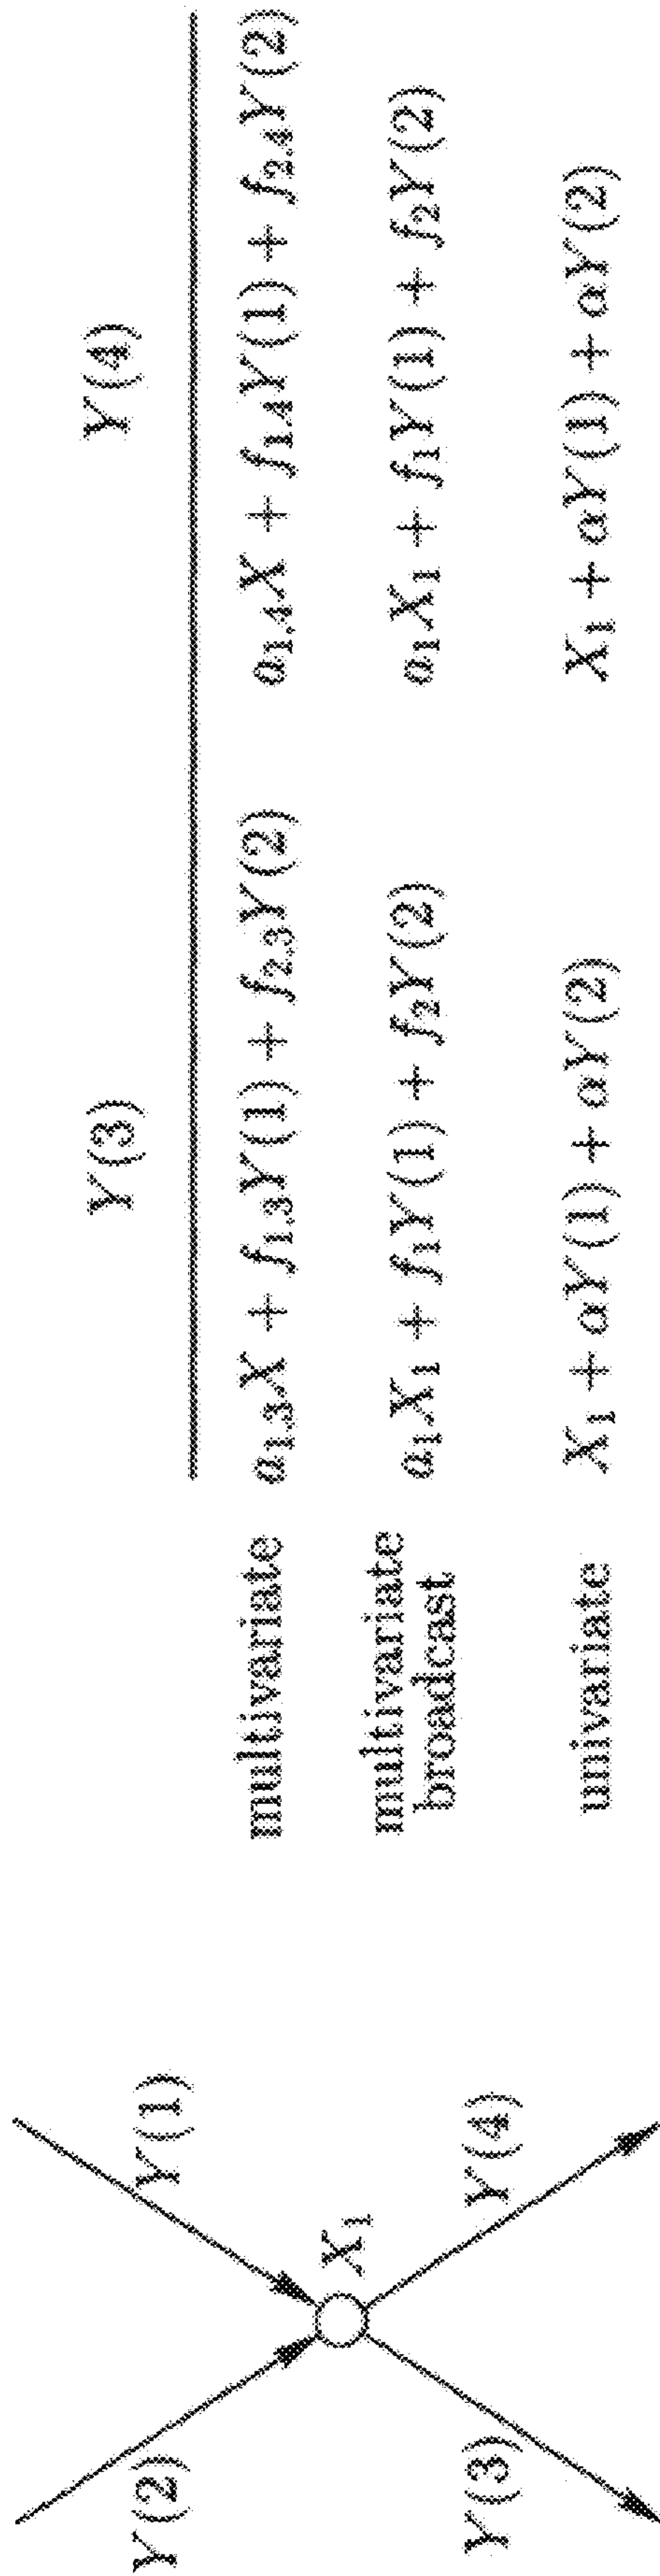 Y(2)
Y(1)
X₁
Y(3)
Y(4)
Y(3) Y(4)
multivariate a₁,₃X + f₁,₃Y(1) + f₂,₃Y(2) a₁,₄X + f₁,₄Y(1) + f₂,₄Y(2)
multivariate
broadcast a₁X₁ + f₁Y(1) + f₂Y(2) a₁X₁ + f₁Y(1) + f₂Y(2)
univariate X₁ + αY(1) + αY(2) X₁ + αY(1) + αY(2)